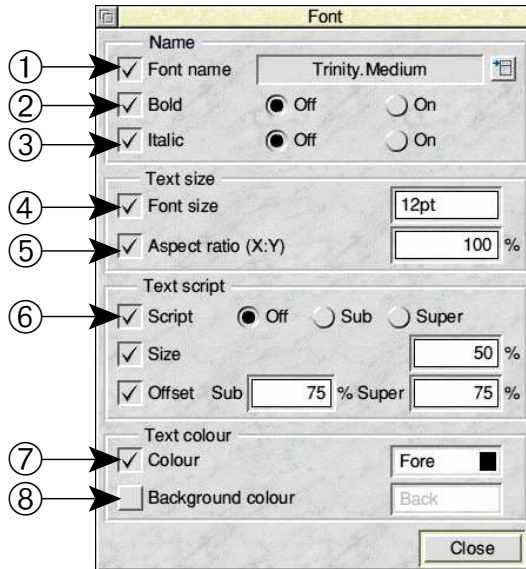 Font
Name
① Font name Trinity.Medium
② Bold Off On
③ Italic Off On
Text size
④ Font size 12pt
⑤ Aspect ratio (X:Y) 100 %
Text script
⑥ Script Off Sub Super
Size 50 %
Offset Sub 75 % Super 75 %
Text colour
⑦ Colour Fore
⑧ Background colour Back
Close